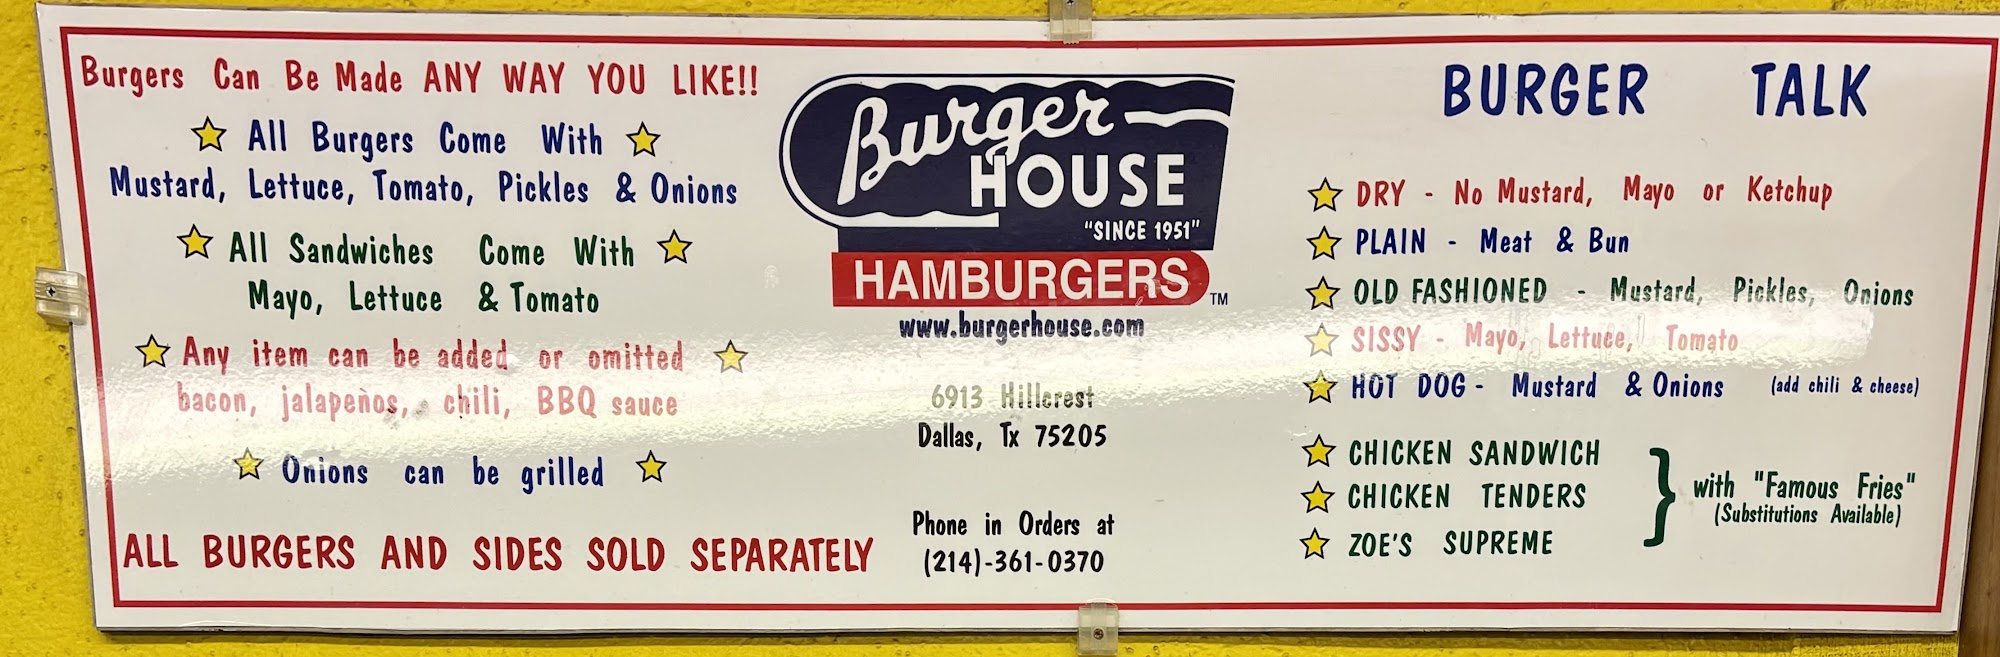 Burgers Can Be Made ANY WAY YOU LIKE!!
All Burgers Come With
Mustard, Lettuce, Tomato, Pickles & Onions
All Sandwiches Come With
Mayo, Lettuce & Tomato
Any item can be added or omitted
bacon, jalapeños, chili, BBQ sauce
Onions can be grilled
ALL BURGERS AND SIDES SOLD SEPARATELY
Burger
HOUSE
"SINCE 1951"
HAMBURGERS TM
www.burgerhouse.com
6913 Hillcrest
Dallas, Tx 75205
Phone in Orders at
(214)-361-0370
BURGER TALK
DRY - No Mustard, Mayo or Ketchup
PLAIN - Meat & Bun
OLD FASHIONED - Mustard, Pickles, Onions
SISSY - Mayo, Lettuce, Tomato
HOT DOG - Mustard & Onions (add chili & cheese)
CHICKEN SANDWICH
CHICKEN TENDERS
ZOE'S SUPREME
with "Famous Fries"
(Substitutions Available)